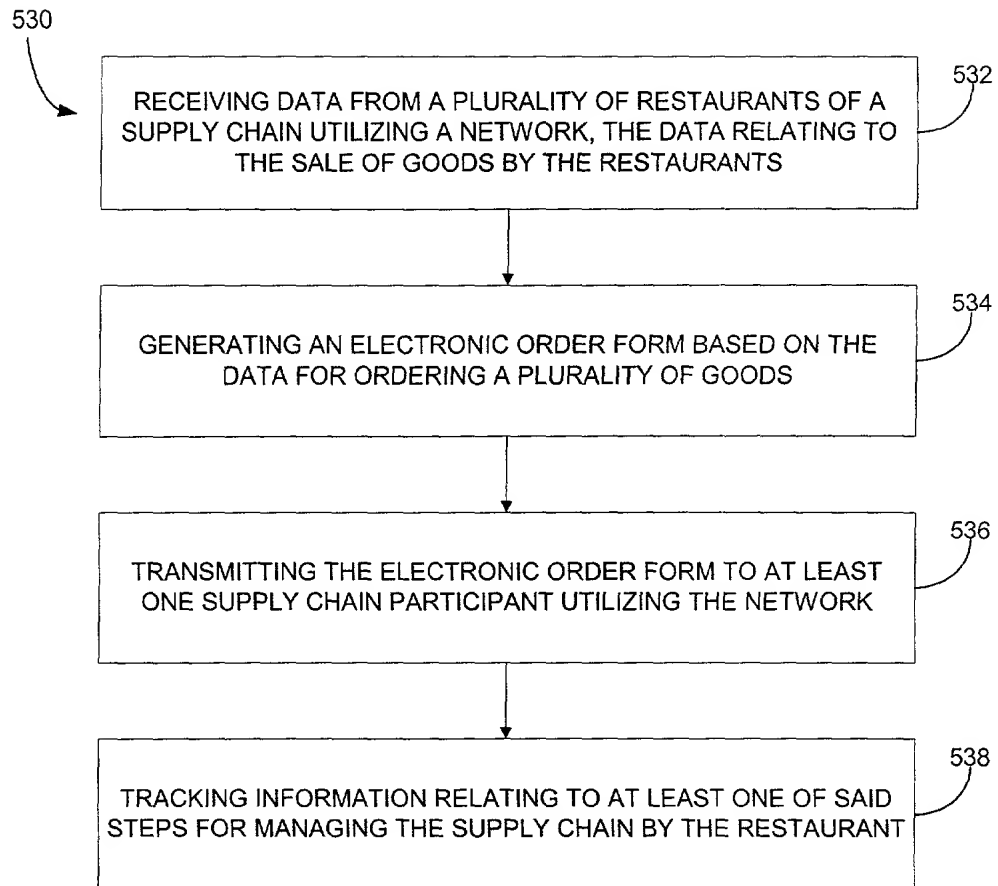 530
532
RECEIVING DATA FROM A PLURALITY OF RESTAURANTS OF A
SUPPLY CHAIN UTILIZING A NETWORK, THE DATA RELATING TO
THE SALE OF GOODS BY THE RESTAURANTS
534
GENERATING AN ELECTRONIC ORDER FORM BASED ON THE
DATA FOR ORDERING A PLURALITY OF GOODS
536
TRANSMITTING THE ELECTRONIC ORDER FORM TO AT LEAST
ONE SUPPLY CHAIN PARTICIPANT UTILIZING THE NETWORK
538
TRACKING INFORMATION RELATING TO AT LEAST ONE OF SAID
STEPS FOR MANAGING THE SUPPLY CHAIN BY THE RESTAURANT